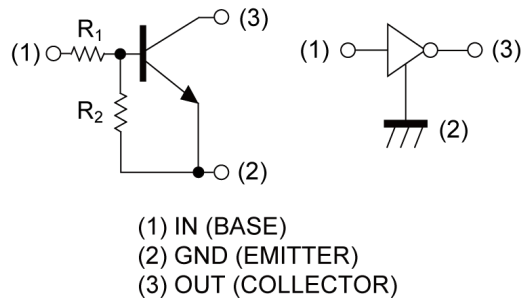 (1) R₁ (3)
R₂
(2)
(1) (3)
(2)
(1) IN (BASE)
(2) GND (EMITTER)
(3) OUT (COLLECTOR)